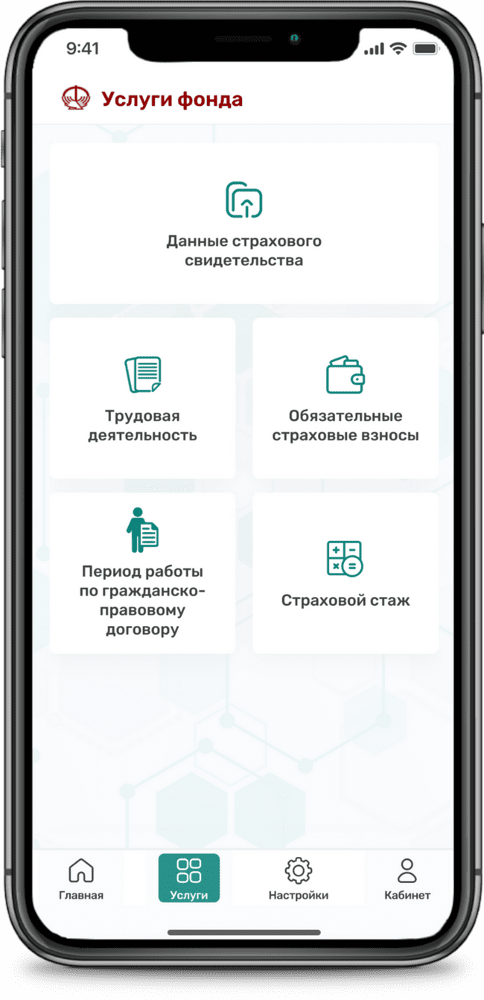 9:41
Услуги фонда
Данные страхового
свидетельства
Трудовая
деятельность
Обязательные
страховые взносы
Период работы
по гражданско-
правовому
договору
Страховой стаж
Главная
Услуги
Настройки
Кабинет